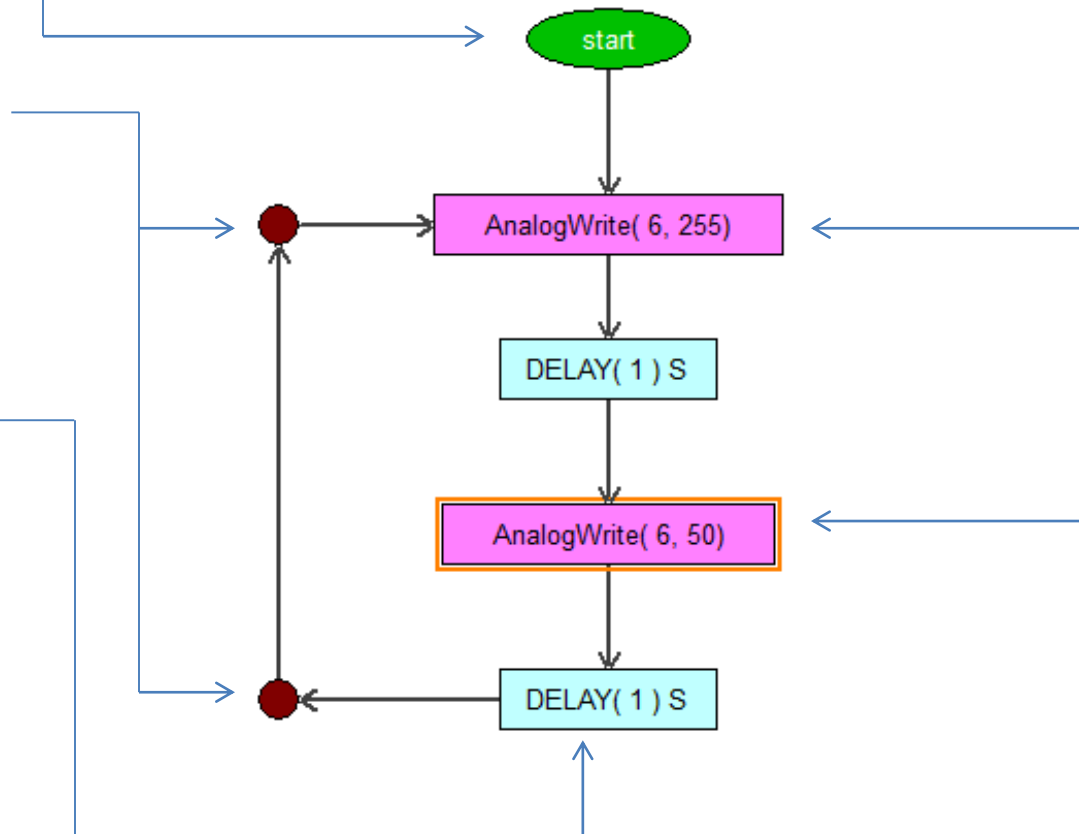 start
AnalogWrite( 6, 255)
DELAY( 1 ) S
AnalogWrite( 6, 50)
DELAY( 1 ) S